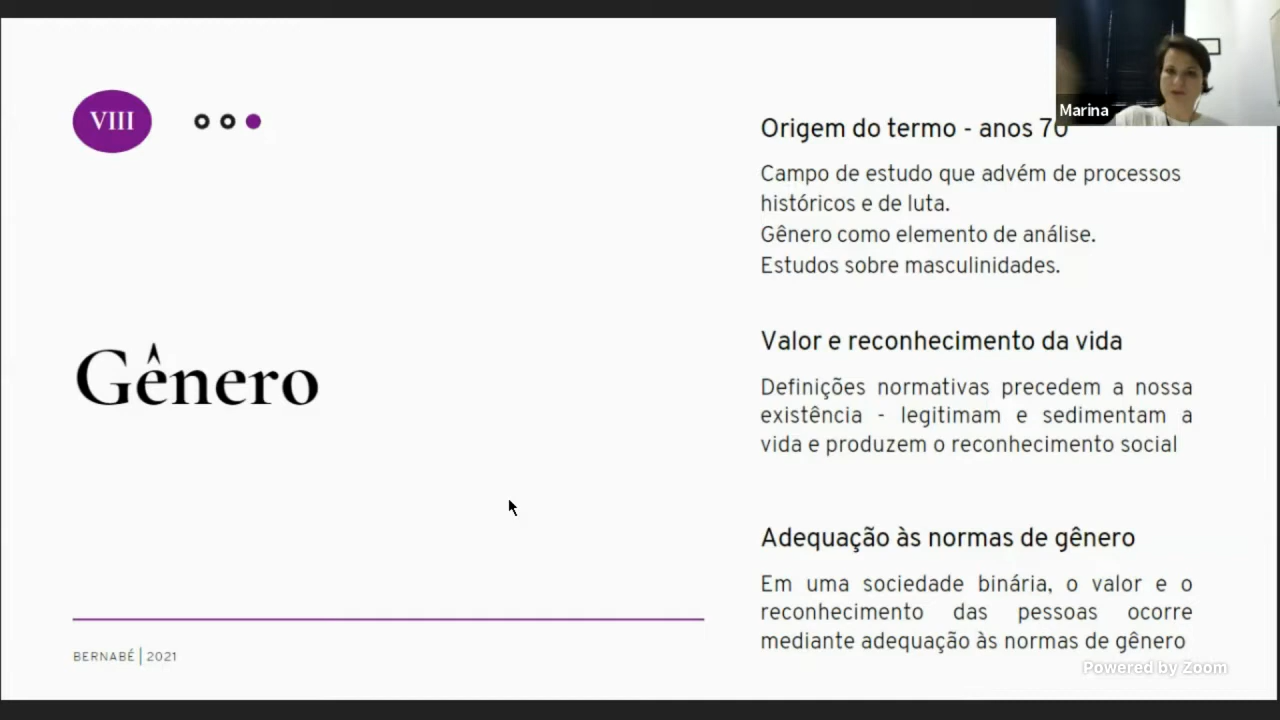 VIII
Marina
Origem do termo - anos 70
Campo de estudo que advém de processos
históricos e de luta.
Gênero como elemento de análise.
Estudos sobre masculinidades.
Gênero
Valor e reconhecimento da vida
Definições normativas precedem a nossa
existência - legitimam e sedimentam a
vida e produzem o reconhecimento social
Adequação às normas de gênero
Em uma sociedade binária, o valor e o
reconhecimento das pessoas ocorre
mediante adequação às normas de gênero
BERNABÉ | 2021
Powered by Zoom